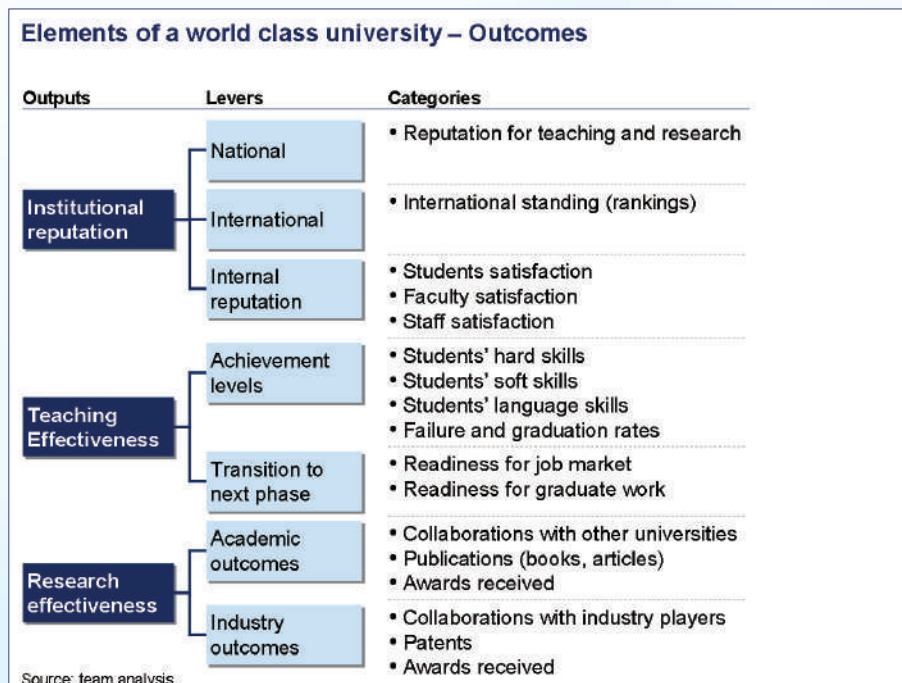 Elements of a world class university – Outcomes
Outputs Levers Categories
Institutional
reputation
National
• Reputation for teaching and research
International
• International standing (rankings)
Internal
reputation
• Students satisfaction
• Faculty satisfaction
• Staff satisfaction
Teaching
Effectiveness
Achievement
levels
• Students' hard skills
• Students' soft skills
• Students' language skills
• Failure and graduation rates
Transition to
next phase
• Readiness for job market
• Readiness for graduate work
Research
effectiveness
Academic
outcomes
• Collaborations with other universities
• Publications (books, articles)
• Awards received
Industry
outcomes
• Collaborations with industry players
• Patents
• Awards received
Source: team analysis